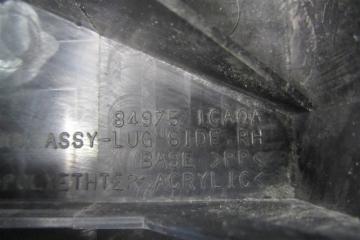 84975 1CA0A
ASSY-LUG SIDE RH
BASE >PP<
ACRYLIC<